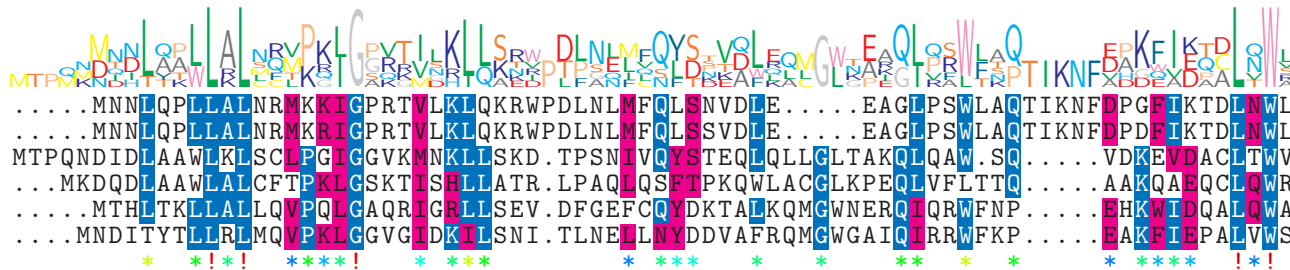 .....MNNLQPLLALNRMKKIGPRTVLKLQKRWPDLNLMFQLSNVDLE.....EAGLPSWLAQTIKNFDPGFIKTDLNWL
.....MNNLQPLLALNRMKRIGPRTVLKLQKRWPDLNLMFQLSSVDLE.....EAGLPSWLAQTIKNFDPDFIKTDLNWL
MTPQNDIDLAAWLKLSCLPGIGGVKMNKLLSKD.TPSNIVQYSTEQLQLLGLTAKQLQAW.SQ.....VDKEVDACLTWV
...MKDQDLAAWLALCFTPKLGSKTISHLLATR.LPAQLQSFTPKQWLACGLKPEQLVFLTTQ.....AAKQAEQCLQWR
.....MTHLTKLLALLQVPQLGAQRIGRLLSEV.DFGEFCQYDKTALKQMGWNERQIQRWFNP.....EHKWIDQALQWA
....MNDITYTLLRLMQVPKLGGVGIDKILSNI.TLNELLNYDDVAFRQMGWGAIQIRRWFKP.....EAKFIEPALVWS
* *!*! ****! * *** * *** * * ** * * * **** !*!